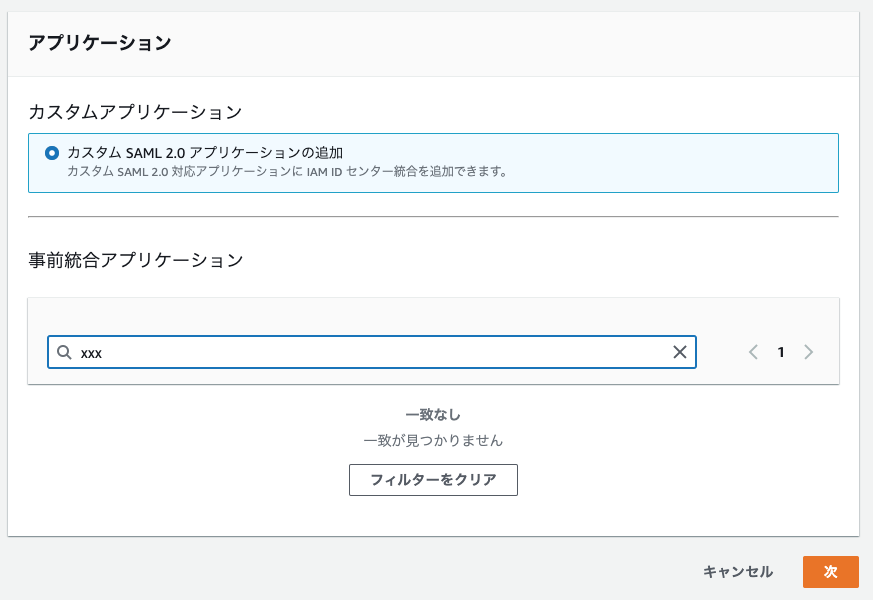 アプリケーション
カスタムアプリケーション
カスタム SAML 2.0 アプリケーションの追加
カスタム SAML 2.0 対応アプリケーションに IAM ID センター統合を追加できます。
事前統合アプリケーション
xxx
1
一致なし
一致が見つかりません
フィルターをクリア
キャンセル
次